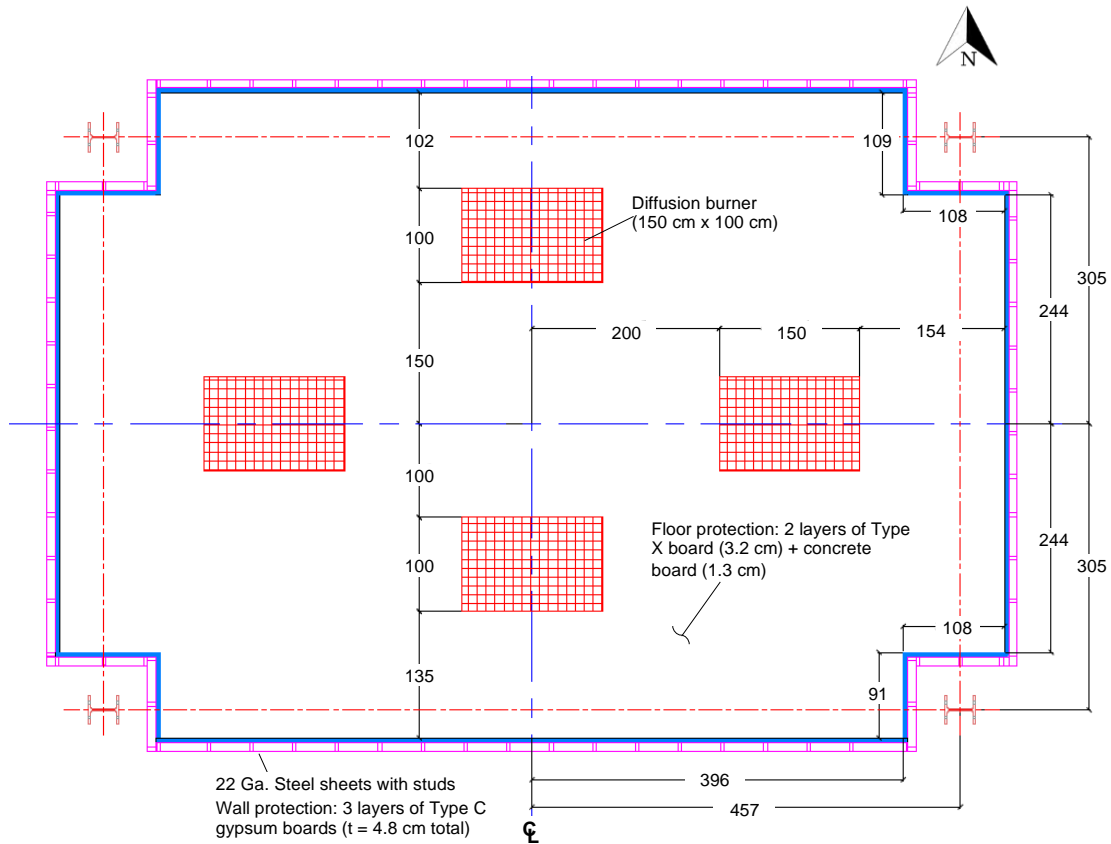 N
102
109
Diffusion burner
(150 cm x 100 cm)
108
100
305
244
200
150
154
150
100
Floor protection: 2 layers of Type
X board (3.2 cm) + concrete
board (1.3 cm)
244
100
305
108
135
91
22 Ga. Steel sheets with studs
396
Wall protection: 3 layers of Type C
457
gypsum boards (t = 4.8 cm total)
℄